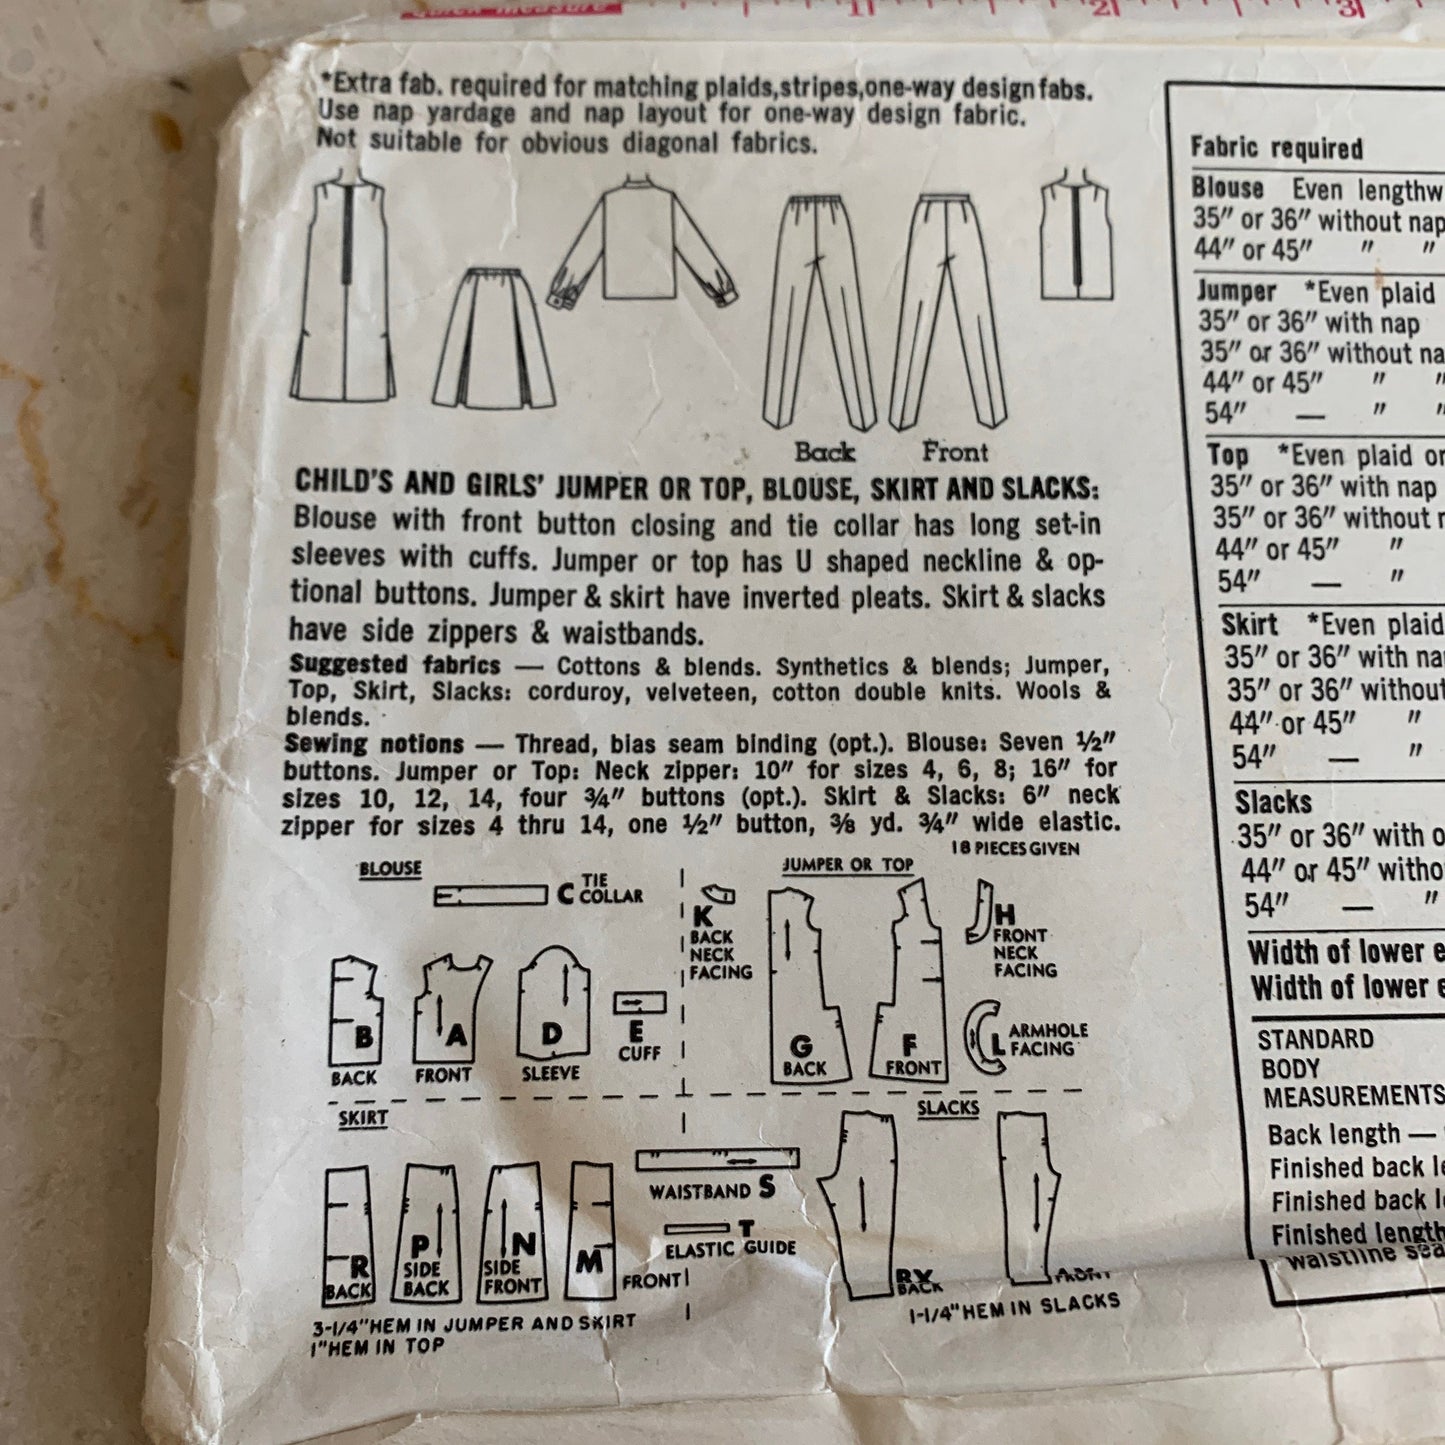 1 2 3
*Extra fab. required for matching plaids,stripes,one-way design fabs.
Use nap yardage and nap layout for one-way design fabric.
Not suitable for obvious diagonal fabrics.
Back Front
CHILD'S AND GIRLS' JUMPER OR TOP, BLOUSE, SKIRT AND SLACKS:
Blouse with front button closing and tie collar has long set-in
sleeves with cuffs. Jumper or top has U shaped neckline & op-
tional buttons. Jumper & skirt have inverted pleats. Skirt & slacks
have side zippers & waistbands.
Suggested fabrics — Cottons & blends. Synthetics & blends; Jumper,
Top, Skirt, Slacks: corduroy, velveteen, cotton double knits. Wools &
blends.
Sewing notions — Thread, bias seam binding (opt.). Blouse: Seven ½″
buttons. Jumper or Top: Neck zipper: 10″ for sizes 4, 6, 8; 16″ for
sizes 10, 12, 14, four ¾″ buttons (opt.). Skirt & Slacks: 6″ neck
zipper for sizes 4 thru 14, one ½″ button, ⅜ yd. ¾″ wide elastic.
18 PIECES GIVEN
BLOUSE
C TIE
COLLAR
B
BACK
A
FRONT
D
SLEEVE
E
CUFF
JUMPER OR TOP
K
BACK
NECK
FACING
G
BACK
F
FRONT
H
FRONT
NECK
FACING
L ARMHOLE
FACING
SKIRT
R
BACK
P
SIDE
BACK
N
SIDE
FRONT
M
FRONT
WAISTBAND S
T
ELASTIC GUIDE
SLACKS
BACK
FRONT
3-1/4"HEM IN JUMPER AND SKIRT
1"HEM IN TOP
1-1/4"HEM IN SLACKS
Fabric required
Blouse Even lengthw
35″ or 36″ without nap
44″ or 45″ ″ ″
Jumper *Even plaid
35″ or 36″ with nap
35″ or 36″ without na
44″ or 45″ ″ ″
54″ — ″ ″
Top *Even plaid or
35″ or 36″ with nap
35″ or 36″ without
44″ or 45″ ″
54″ — ″
Skirt *Even plaid
35″ or 36″ with na
35″ or 36″ without
44″ or 45″ ″
54″ — ″
Slacks
35″ or 36″ with o
44″ or 45″ witho
54″ — ″
Width of lower e
Width of lower e
STANDARD
BODY
MEASUREMENTS
Back length —
Finished back le
Finished back l
Finished length
waistline sea